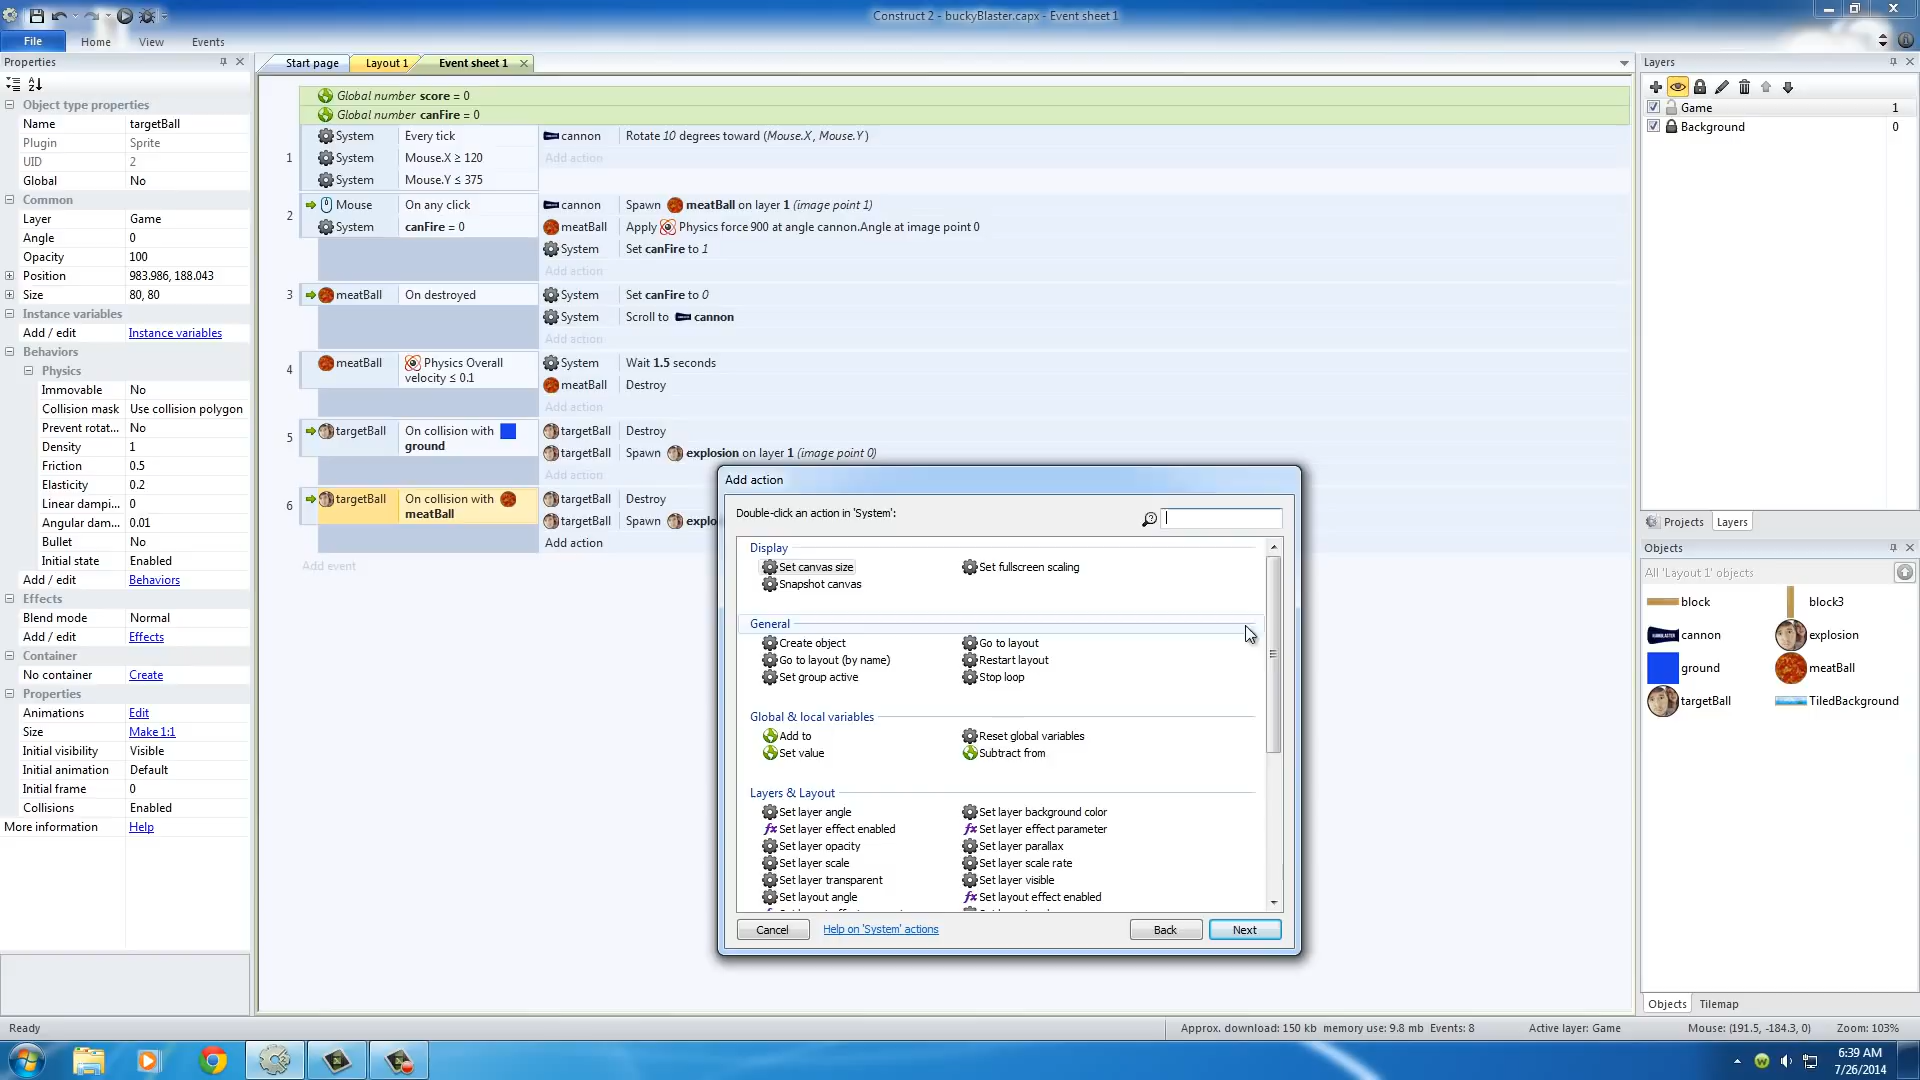 Construct 2 - buckyBlaster.capx - Event sheet 1
File Home View Events
Properties
Object type properties
Name targetBall
Plugin Sprite
UID 2
Global No
Common
Layer Game
Angle 0
Opacity 100
Position 983.986, 188.043
Size 80, 80
Instance variables
Add / edit Instance variables
Behaviors
Physics
Immovable No
Collision mask Use collision polygon
Prevent rotat... No
Density 1
Friction 0.5
Elasticity 0.2
Linear dampi... 0
Angular dam... 0.01
Bullet No
Initial state Enabled
Add / edit Behaviors
Effects
Blend mode Normal
Add / edit Effects
Container
No container Create
Properties
Animations Edit
Size Make 1:1
Initial visibility Visible
Initial animation Default
Initial frame 0
Collisions Enabled
More information Help
Start page Layout 1 Event sheet 1
Global number score = 0
Global number canFire = 0
1
System Every tick
System Mouse.X ≥ 120
System Mouse.Y ≤ 375
cannon Rotate 10 degrees toward (Mouse.X, Mouse.Y)
Add action
2
Mouse On any click
System canFire = 0
cannon Spawn meatBall on layer 1 (image point 1)
meatBall Apply Physics force 900 at angle cannon.Angle at image point 0
System Set canFire to 1
Add action
3
meatBall On destroyed
System Set canFire to 0
System Scroll to cannon
Add action
4
meatBall Physics Overall
velocity ≤ 0.1
System Wait 1.5 seconds
meatBall Destroy
Add action
5
targetBall On collision with
ground
targetBall Destroy
targetBall Spawn explosion on layer 1 (image point 0)
Add action
6
targetBall On collision with
meatBall
targetBall Destroy
targetBall Spawn explo
Add action
Add event
Add action
Double-click an action in 'System':
Display
Set canvas size Set fullscreen scaling
Snapshot canvas
General
Create object Go to layout
Go to layout (by name) Restart layout
Set group active Stop loop
Global & local variables
Add to Reset global variables
Set value Subtract from
Layers & Layout
Set layer angle Set layer background color
Set layer effect enabled Set layer effect parameter
Set layer opacity Set layer parallax
Set layer scale Set layer scale rate
Set layer transparent Set layer visible
Set layout angle Set layout effect enabled
Cancel Help on 'System' actions Back Next
Layers
Game 1
Background 0
Projects Layers
Objects
All 'Layout 1' objects
block block3
cannon explosion
ground meatBall
targetBall TiledBackground
Objects Tilemap
Ready Approx. download: 150 kb memory use: 9.8 mb Events: 8 Active layer: Game Mouse: (191.5, -184.3, 0) Zoom: 103%
6:39 AM
7/26/2014